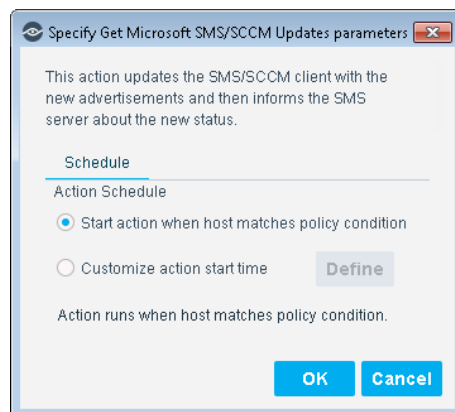 Specify Get Microsoft SMS/SCCM Updates parameters
This action updates the SMS/SCCM client with the
new advertisements and then informs the SMS
server about the new status.
Schedule
Action Schedule
Start action when host matches policy condition
Customize action start time
Define
Action runs when host matches policy condition.
OK
Cancel